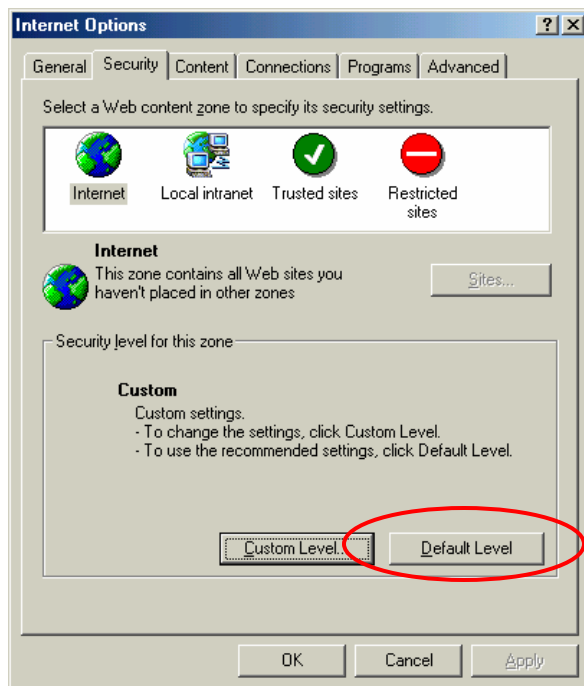 Internet Options
General Security Content Connections Programs Advanced
Select a Web content zone to specify its security settings.
Internet Local intranet Trusted sites Restricted
sites
Internet
This zone contains all Web sites you
haven't placed in other zones
Sites...
Security level for this zone
Custom
Custom settings.
- To change the settings, click Custom Level.
- To use the recommended settings, click Default Level.
Custom Level... Default Level
OK Cancel Apply